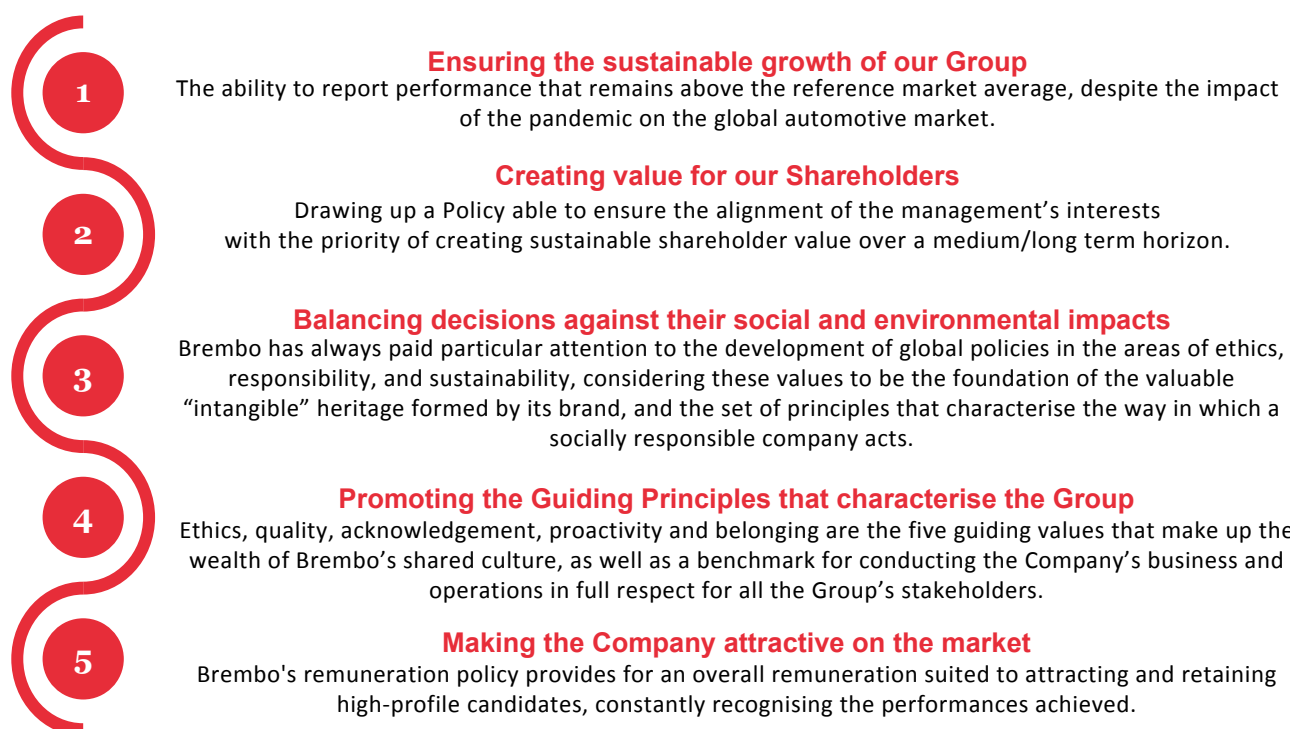 1
Ensuring the sustainable growth of our Group
The ability to report performance that remains above the reference market average, despite the impact
of the pandemic on the global automotive market.
2
Creating value for our Shareholders
Drawing up a Policy able to ensure the alignment of the management’s interests
with the priority of creating sustainable shareholder value over a medium/long term horizon.
3
Balancing decisions against their social and environmental impacts
Brembo has always paid particular attention to the development of global policies in the areas of ethics,
responsibility, and sustainability, considering these values to be the foundation of the valuable
“intangible” heritage formed by its brand, and the set of principles that characterise the way in which a
socially responsible company acts.
4
Promoting the Guiding Principles that characterise the Group
Ethics, quality, acknowledgement, proactivity and belonging are the five guiding values that make up the
wealth of Brembo’s shared culture, as well as a benchmark for conducting the Company’s business and
operations in full respect for all the Group’s stakeholders.
5
Making the Company attractive on the market
Brembo's remuneration policy provides for an overall remuneration suited to attracting and retaining
high-profile candidates, constantly recognising the performances achieved.